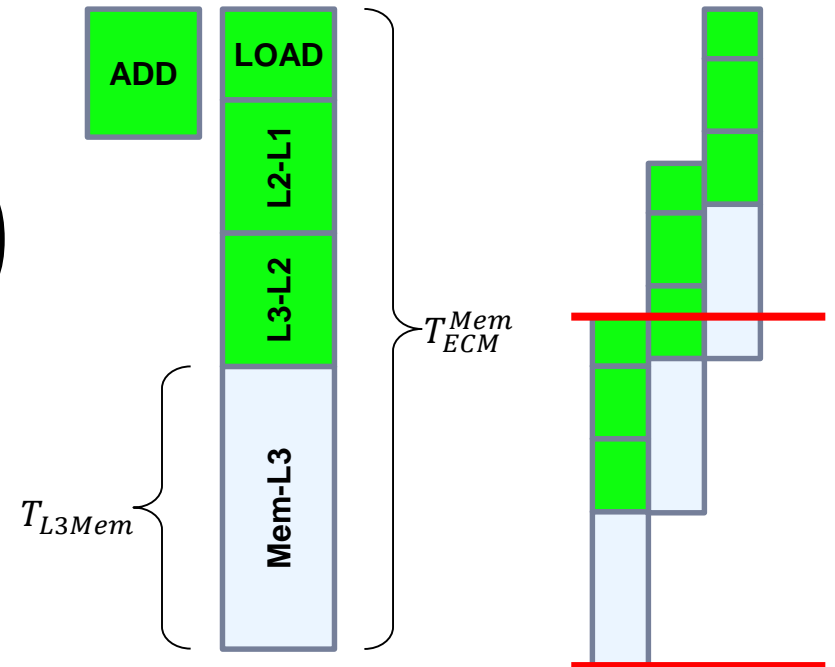 ADD
LOAD
L2-L1
L3-L2
Mem-L3
T_{ECM}^{Mem}
T_{L3Mem}